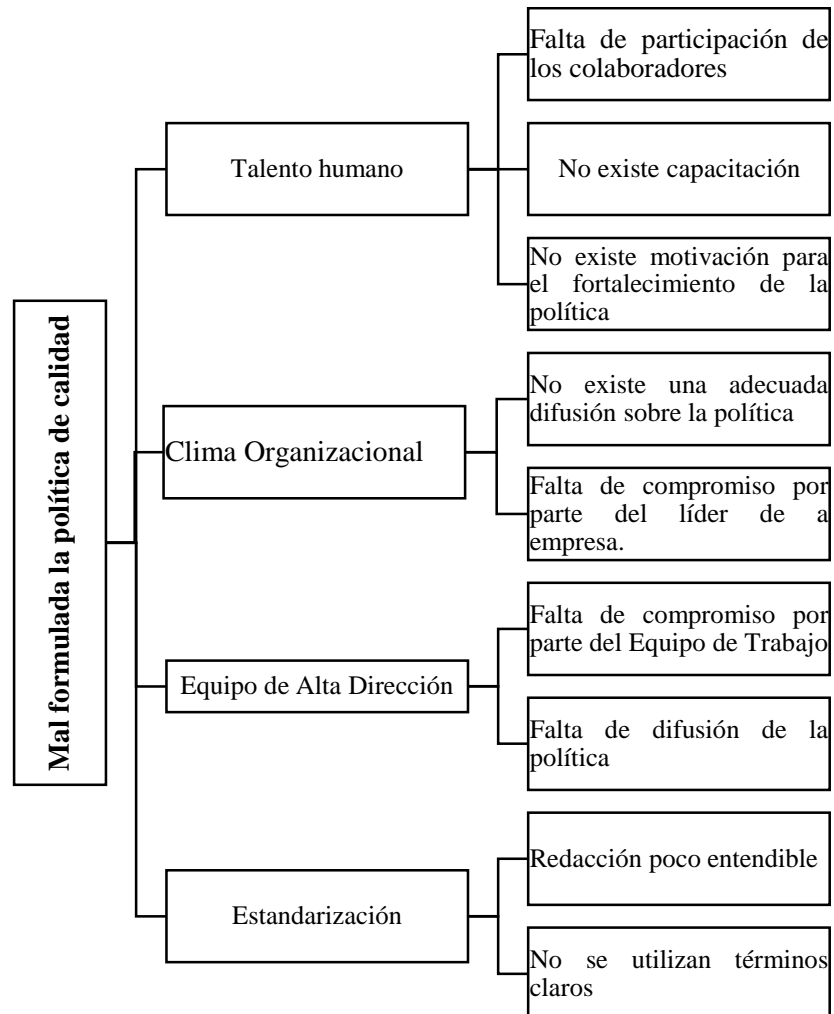 Mal formulada la política de calidad
Talento humano
Falta de participación de
los colaboradores
No existe capacitación
No existe motivación para
el fortalecimiento de la
política
Clima Organizacional
No existe una adecuada
difusión sobre la política
Falta de compromiso por
parte del líder de a
empresa.
Equipo de Alta Dirección
Falta de compromiso por
parte del Equipo de Trabajo
Falta de difusión de la
política
Estandarización
Redacción poco entendible
No se utilizan términos
claros